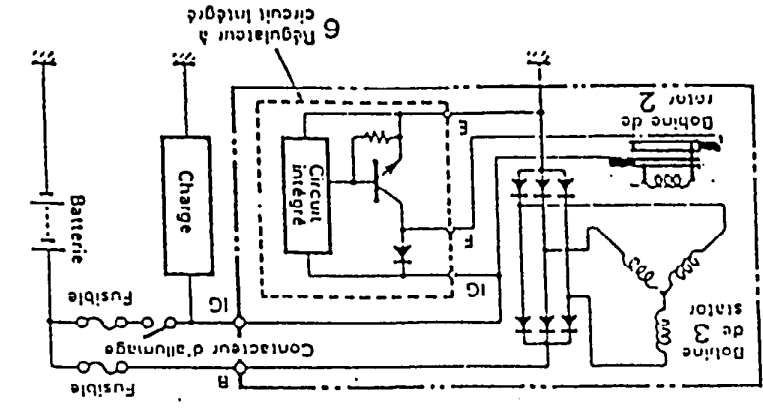 Fusible
B
Contacteur d'allumage
Bobine
de 3
stator
Fusible
IG
IG
Batterie
Charge
Circuit
intégré
F
E
Bobine de
rotor 2
6 Régulateur à
circuit intégré